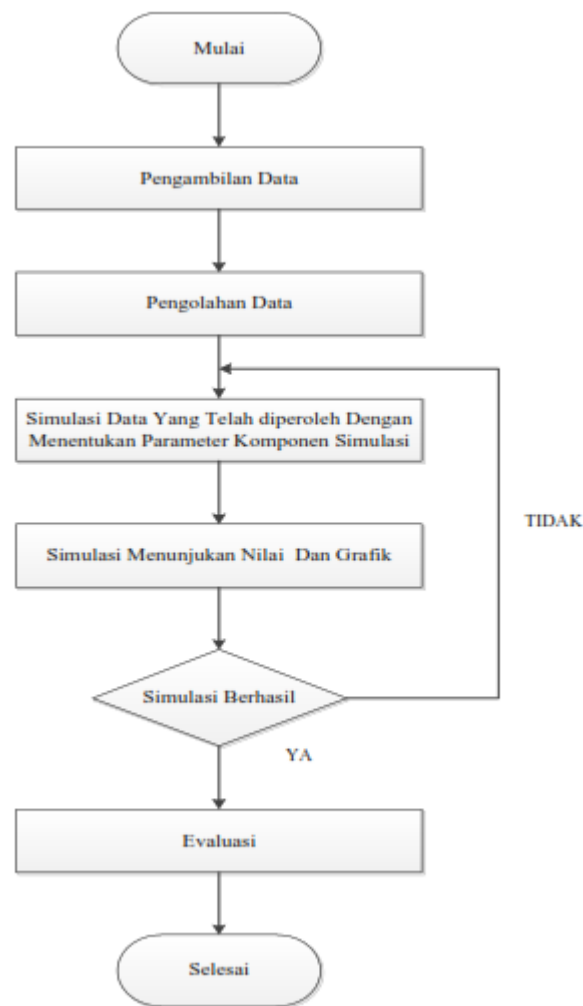 Mulai
Pengambilan Data
Pengolahan Data
Simulasi Data Yang Telah diperoleh Dengan
Menentukan Parameter Komponen Simulasi
TIDAK
Simulasi Menunjukan Nilai Dan Grafik
Simulasi Berhasil
YA
Evaluasi
Selesai